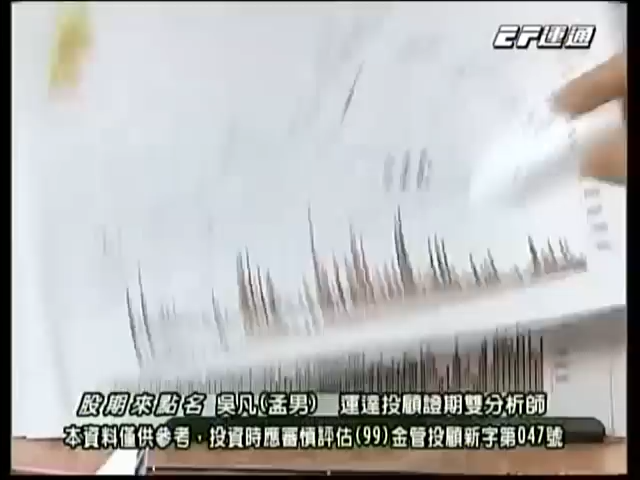 EFT運通
股期來點名 吳凡(孟男) 運達投顧證期雙分析師
本資料僅供參考,投資時應審慎評估(99)金管投顧新字第047號